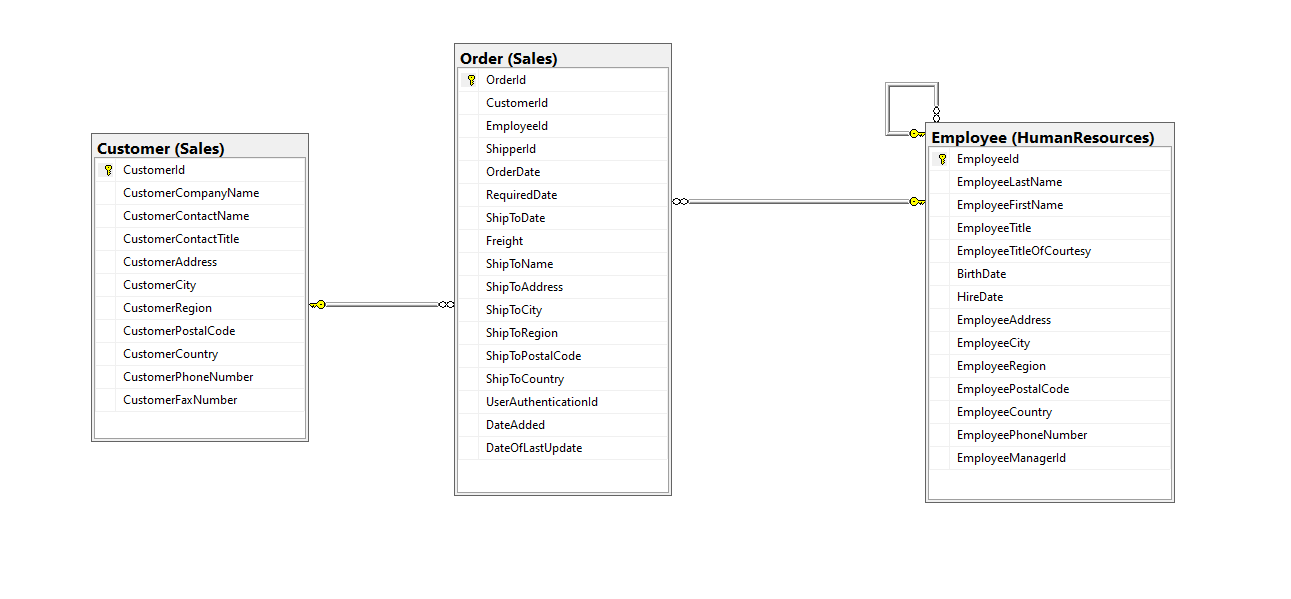 Customer (Sales)
CustomerId
CustomerCompanyName
CustomerContactName
CustomerContactTitle
CustomerAddress
CustomerCity
CustomerRegion
CustomerPostalCode
CustomerCountry
CustomerPhoneNumber
CustomerFaxNumber
Order (Sales)
OrderId
CustomerId
EmployeeId
ShipperId
OrderDate
RequiredDate
ShipToDate
Freight
ShipToName
ShipToAddress
ShipToCity
ShipToRegion
ShipToPostalCode
ShipToCountry
UserAuthenticationId
DateAdded
DateOfLastUpdate
Employee (HumanResources)
EmployeeId
EmployeeLastName
EmployeeFirstName
EmployeeTitle
EmployeeTitleOfCourtesy
BirthDate
HireDate
EmployeeAddress
EmployeeCity
EmployeeRegion
EmployeePostalCode
EmployeeCountry
EmployeePhoneNumber
EmployeeManagerId